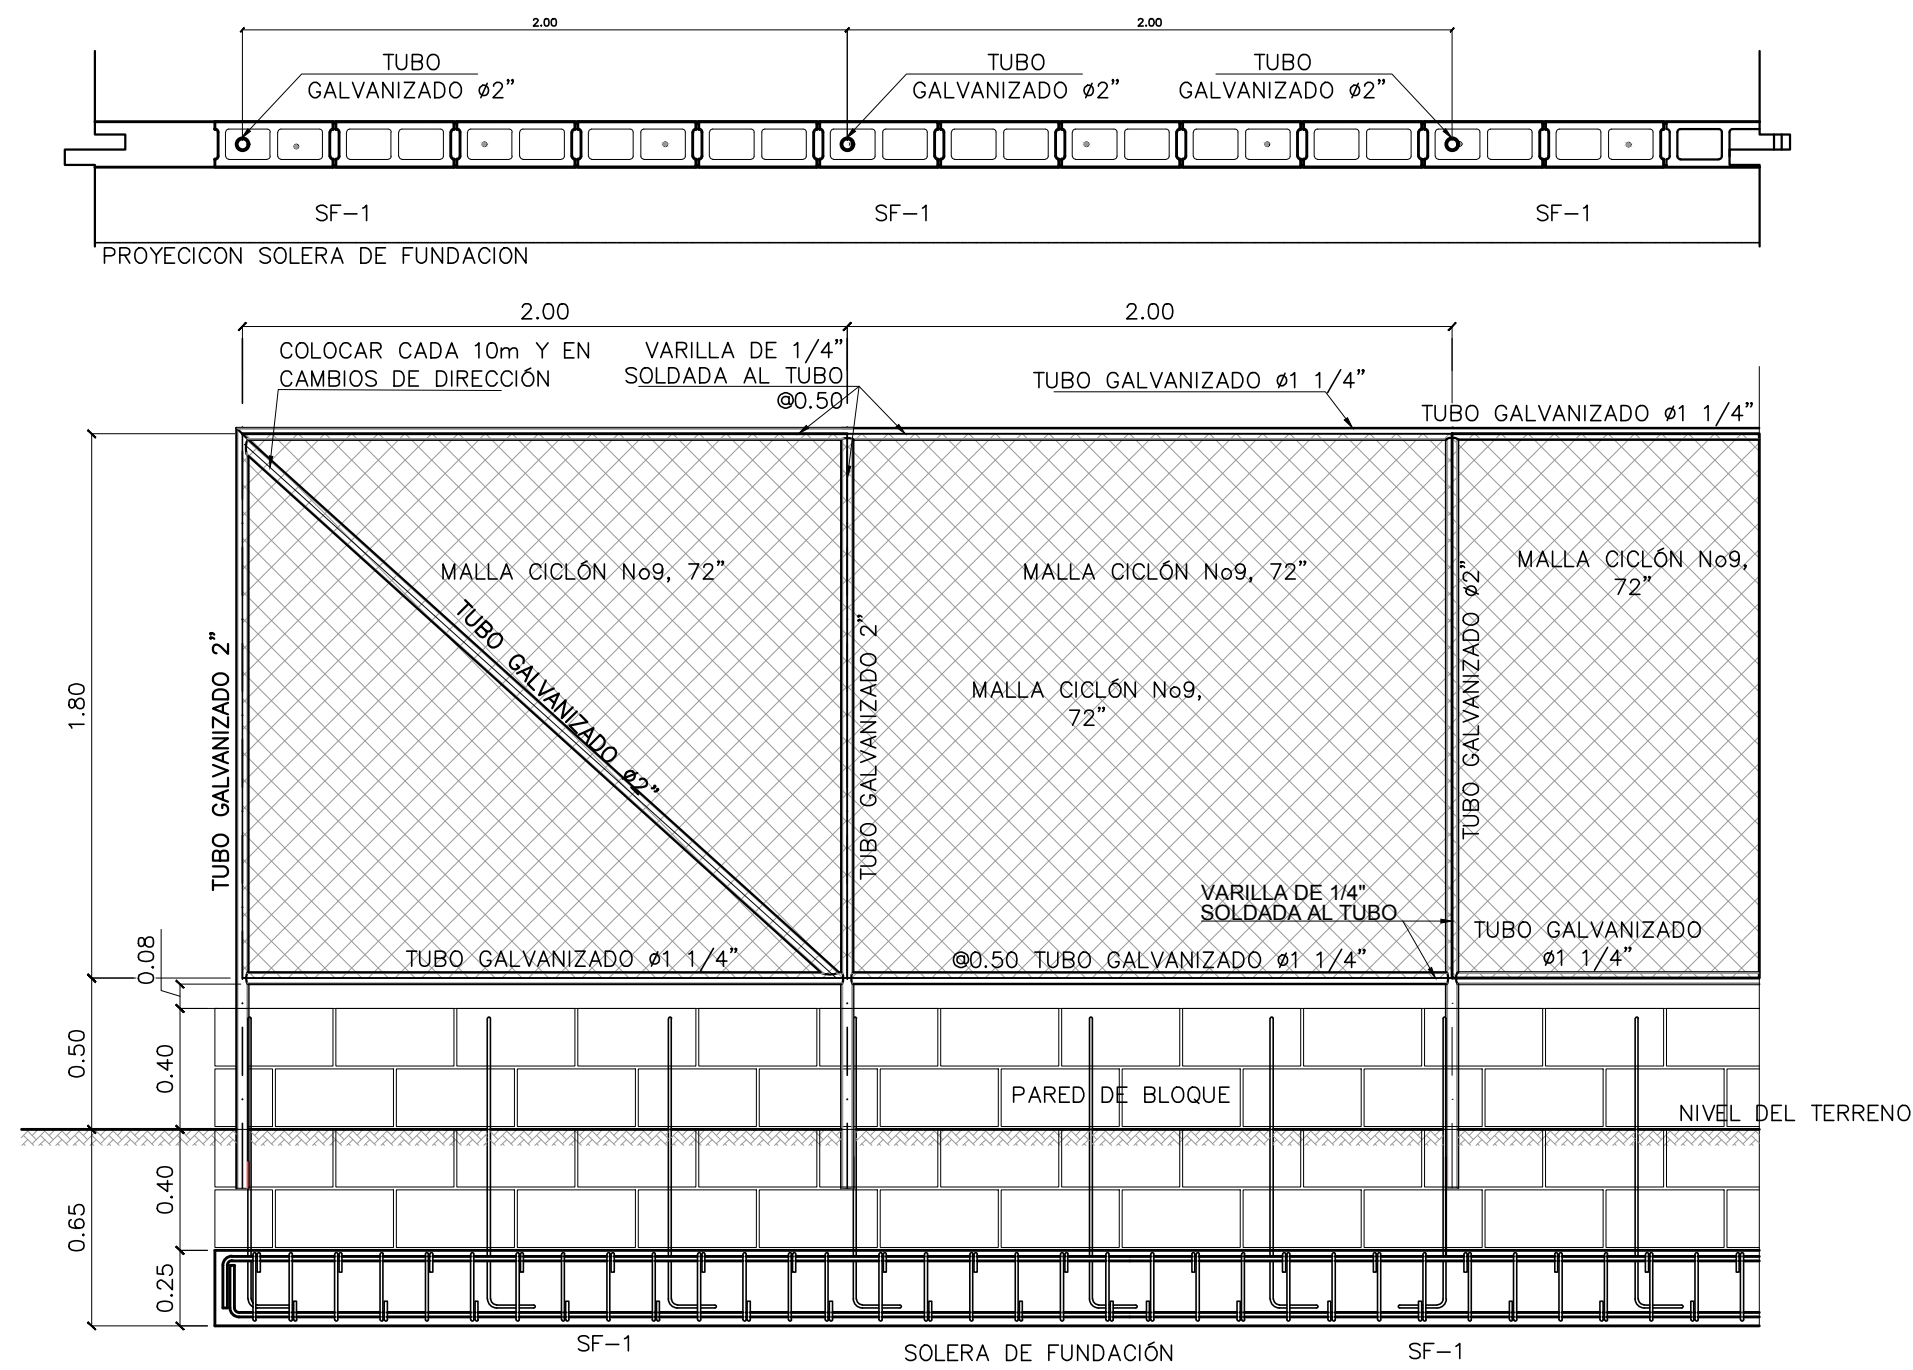 2.00
2.00
TUBO
GALVANIZADO ø2”
TUBO
GALVANIZADO ø2”
TUBO
GALVANIZADO ø2”
SF-1
SF-1
SF-1
PROYECICON SOLERA DE FUNDACION
2.00
2.00
COLOCAR CADA 10m Y EN
CAMBIOS DE DIRECCIÓN
VARILLA DE 1/4”
SOLDADA AL TUBO
@0.50
TUBO GALVANIZADO ø1 1/4”
TUBO GALVANIZADO ø1 1/4”
MALLA CICLÓN No9, 72”
MALLA CICLÓN No9, 72”
MALLA CICLÓN No9,
72”
TUBO GALVANIZADO 2”
TUBO GALVANIZADO ø2”
TUBO GALVANIZADO 2”
MALLA CICLÓN No9,
72”
TUBO GALVANIZADO ø2”
1.80
VARILLA DE 1/4"
SOLDADA AL TUBO
TUBO GALVANIZADO
ø1 1/4”
TUBO GALVANIZADO ø1 1/4”
@0.50 TUBO GALVANIZADO ø1 1/4”
0.08
0.50
0.40
PARED DE BLOQUE
NIVEL DEL TERRENO
0.65
0.40
0.25
SF-1
SOLERA DE FUNDACIÓN
SF-1